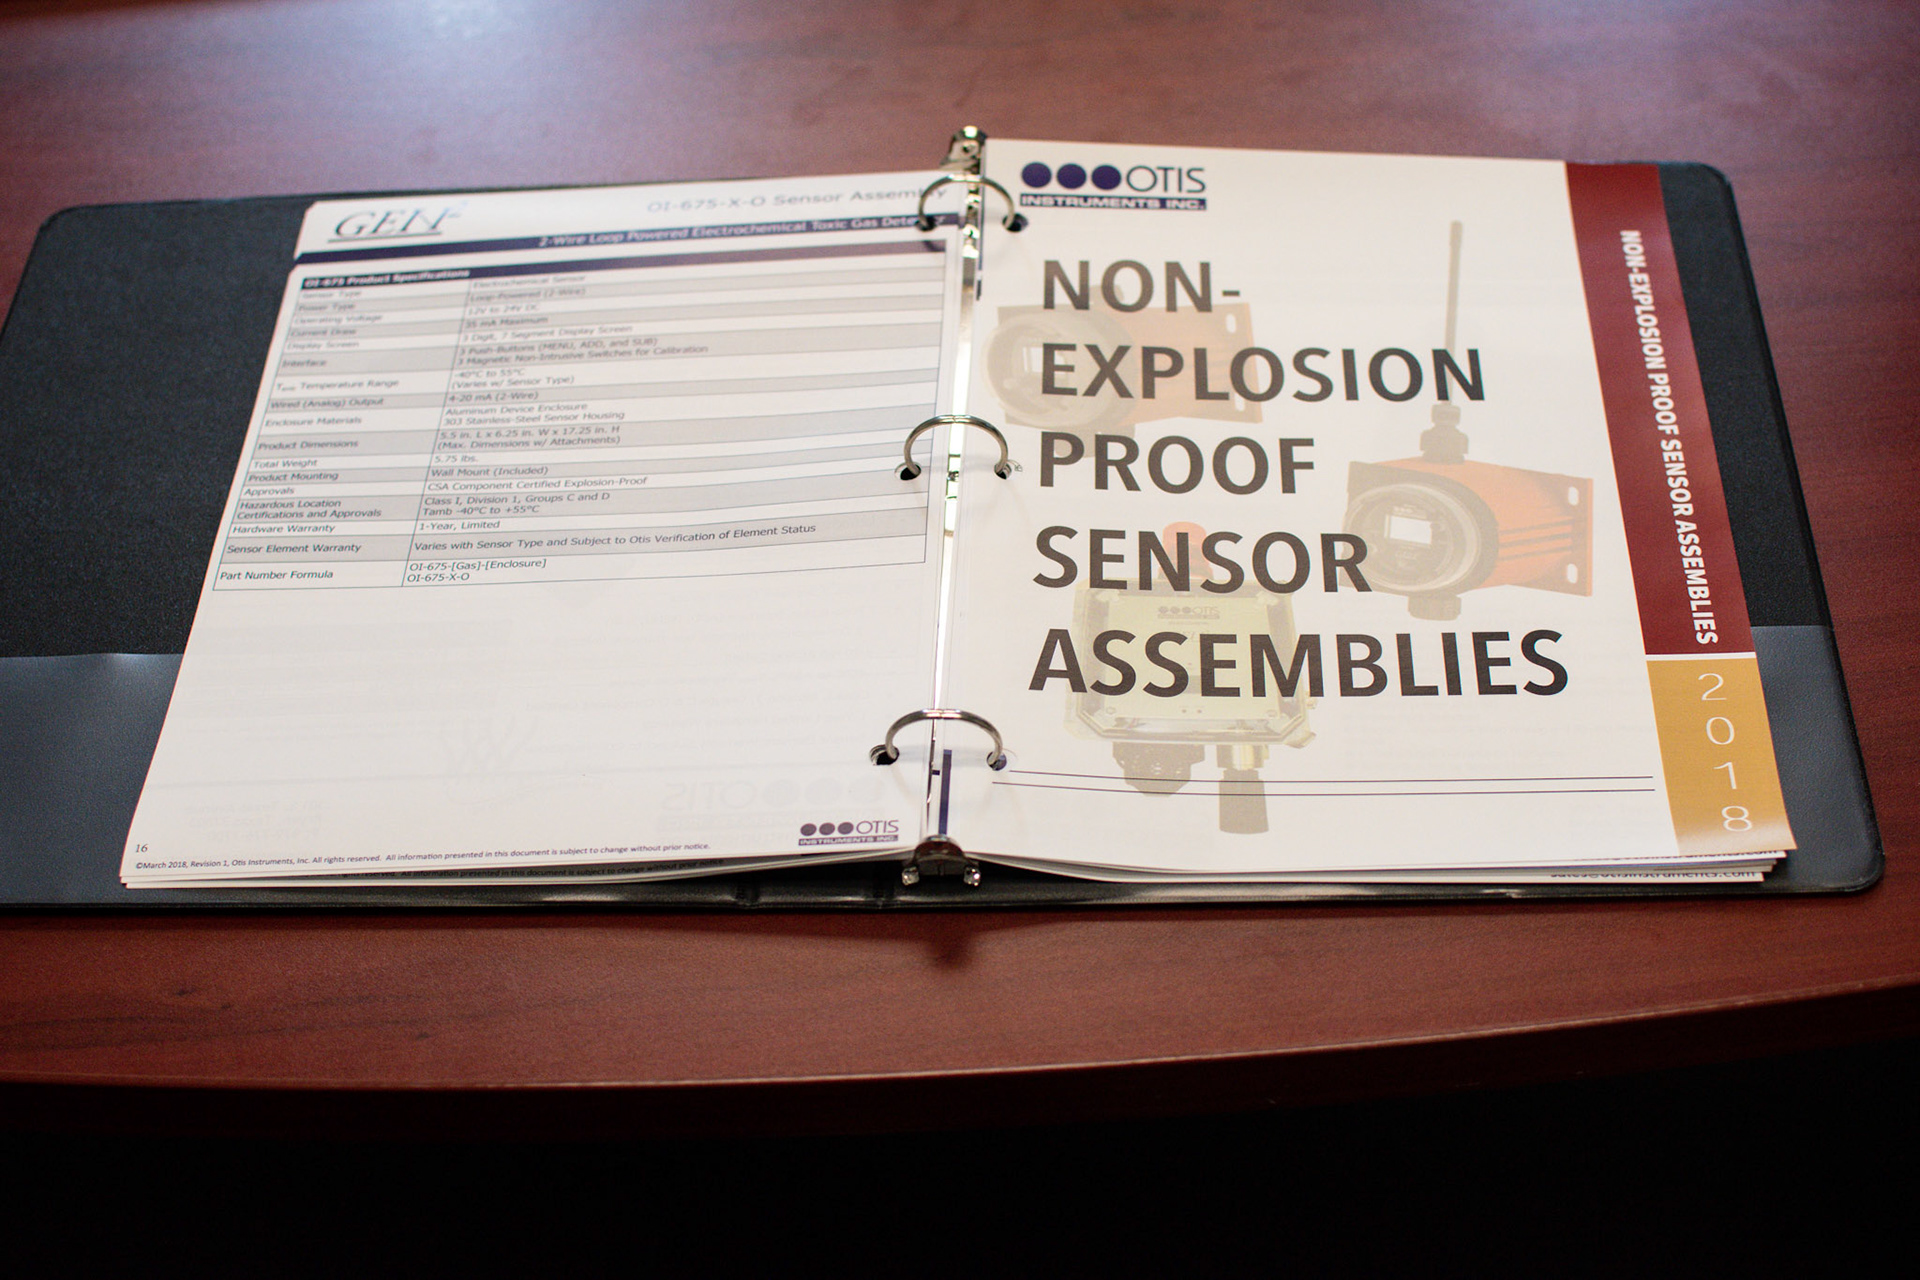 GEN
OI-675-X-O Sensor Assembly
2-Wire Loop Powered Electrochemical Toxic Gas Detector
OI-675 Product Specifications
Sensor Type Electrochemical Sensor
Power Type Loop-Powered (2-Wire)
Operating Voltage 12V to 24V DC
Current Draw 35 mA Maximum
Display Screen 3 Digit, 7 Segment Display Screen
Interface 3 Push-Buttons (MENU, ADD, and SUB)
3 Magnetic Non-Intrusive Switches for Calibration
Tamb Temperature Range -40°C to 55°C
(Varies w/ Sensor Type)
Wired (Analog) Output 4-20 mA (2-Wire)
Enclosure Materials Aluminum Device Enclosure
303 Stainless-Steel Sensor Housing
Product Dimensions 5.5 in. L x 6.25 in. W x 17.25 in. H
(Max. Dimensions w/ Attachments)
Total Weight 5.75 lbs.
Product Mounting Wall Mount (Included)
Approvals CSA Component Certified Explosion-Proof
Hazardous Location Class I, Division 1, Groups C and D
Certifications and Approvals Tamb -40°C to +55°C
Hardware Warranty 1-Year, Limited
Sensor Element Warranty Varies with Sensor Type and Subject to Otis Verification of Element Status
Part Number Formula OI-675-[Gas]-[Enclosure]
OI-675-X-O
OTIS
INSTRUMENTS INC.
16
©March 2018, Revision 1, Otis Instruments, Inc. All rights reserved. All information presented in this document is subject to change without prior notice.
OTIS
INSTRUMENTS INC.
NON-
EXPLOSION
PROOF
SENSOR
ASSEMBLIES
OTIS
NON-EXPLOSION PROOF SENSOR ASSEMBLIES
2018
sales@otisinstruments.com